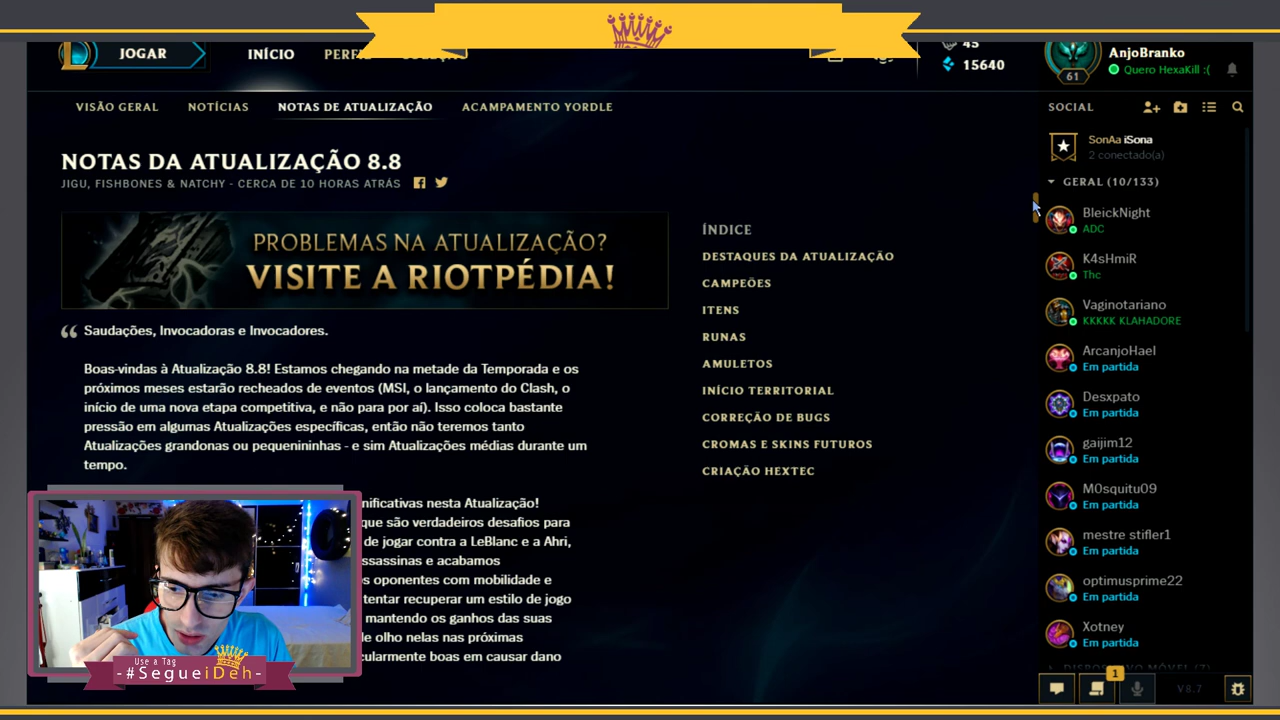 JOGAR
INÍCIO
45
15640
AnjoBranko
Quero HexaKill :(
61
VISÃO GERAL
NOTÍCIAS
NOTAS DE ATUALIZAÇÃO
ACAMPAMENTO YORDLE
SOCIAL
NOTAS DA ATUALIZAÇÃO 8.8
JIGU, FISHBONES & NATCHY - CERCA DE 10 HORAS ATRÁS
PROBLEMAS NA ATUALIZAÇÃO?
VISITE A RIOTPÉDIA!
Saudações, Invocadoras e Invocadores.
Boas-vindas à Atualização 8.8! Estamos chegando na metade da Temporada e os
próximos meses estarão recheados de eventos (MSI, o lançamento do Clash, o
início de uma nova etapa competitiva, e não para por aí). Isso coloca bastante
pressão em algumas Atualizações específicas, então não teremos tanto
Atualizações grandonas ou pequenininhas - e sim Atualizações médias durante um
tempo.
nificativas nesta Atualização!
que são verdadeiros desafios para
de jogar contra a LeBlanc e a Ahri,
ssassinas e acabamos
s oponentes com mobilidade e
tentar recuperar um estilo de jogo
mantendo os ganhos das suas
de olho nelas nas próximas
cularmente boas em causar dano
ÍNDICE
DESTAQUES DA ATUALIZAÇÃO
CAMPEÕES
ITENS
RUNAS
AMULETOS
INÍCIO TERRITORIAL
CORREÇÃO DE BUGS
CROMAS E SKINS FUTUROS
CRIAÇÃO HEXTEC
SonAa iSona
2 conectado(a)
GERAL (10/133)
BleickNight
ADC
K4sHmiR
Thc
Vaginotariano
KKKKK KLAHADORE
ArcanjoHael
Em partida
Desxpato
Em partida
gaijim12
Em partida
M0squitu09
Em partida
mestre stifler1
Em partida
optimusprime22
Em partida
Xotney
Em partida
1
V8.7
Use a Tag
-#SegueiDeh-